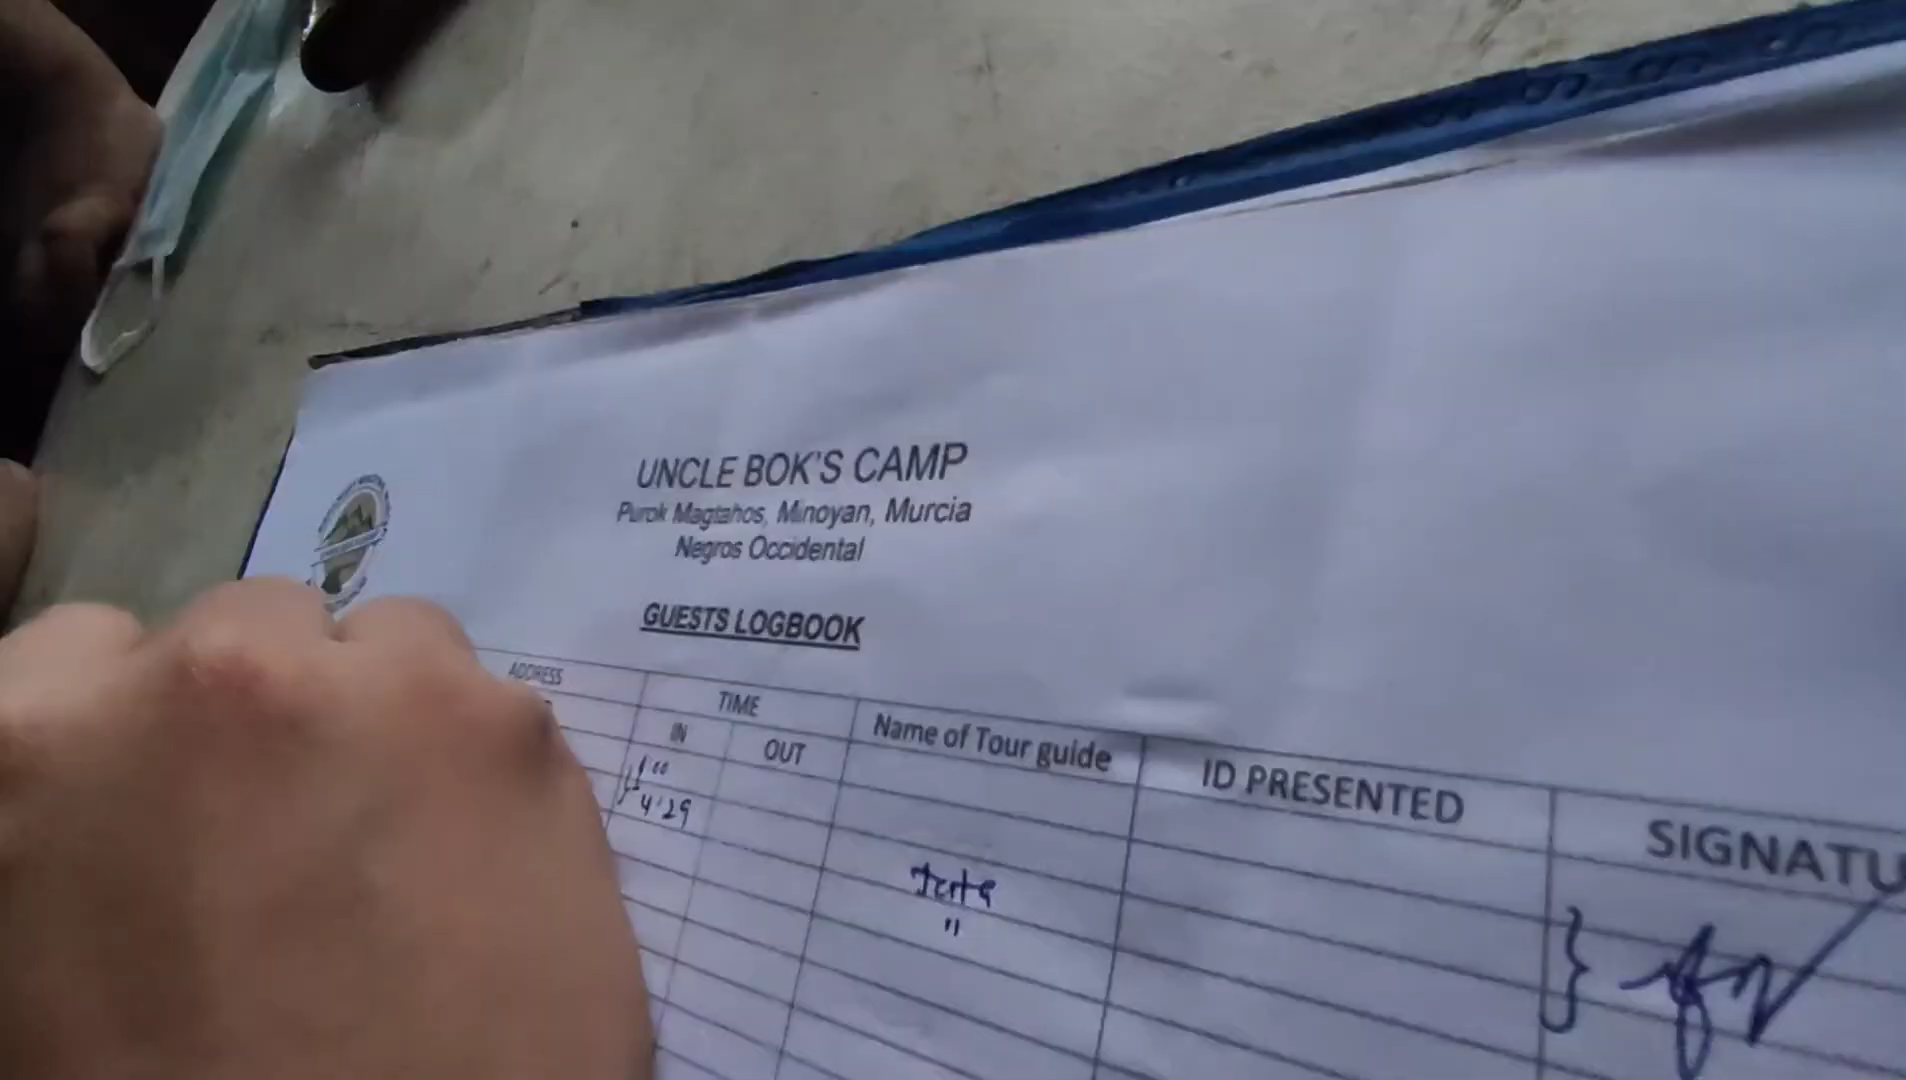 UNCLE BOK'S CAMP
Purok Magtahos, Minoyan, Murcia
Negros Occidental
GUESTS LOGBOOK
ADDRESS
TIME
IN
OUT
Name of Tour guide
ID PRESENTED
SIGNATU
4:29
"